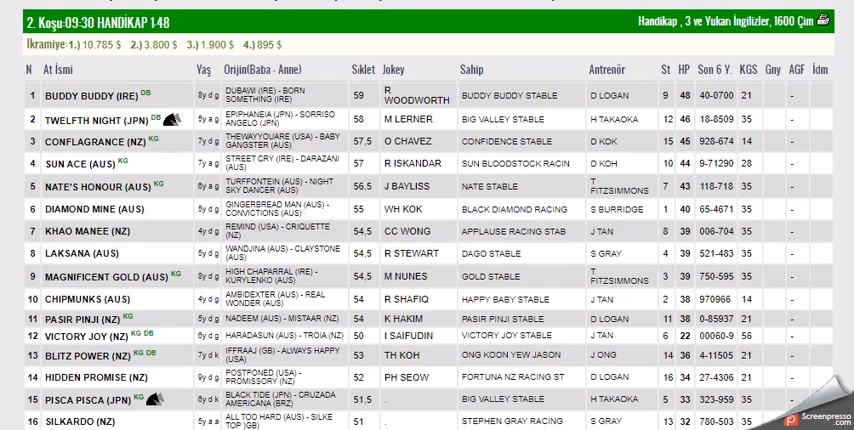 2. Koşu:09:30 HANDİKAP 1-48 Handikap , 3 ve Yukarı İngilizler, 1600 Çim
İkramiye: 1.) 10.785 $ 2.) 3.800 $ 3.) 1.900 $ 4.) 895 $
N At İsmi Yaş Orijin(Baba - Anne) Sıklet Jokey Sahip Antrenör St HP Son 6 Y. KGS Gny AGF İdm
1 BUDDY BUDDY (IRE) DB 8y d g DUBAWI (IRE) - BORN SOMETHING (IRE) 59 R WOODWORTH BUDDY BUDDY STABLE D LOGAN 9 48 40-0700 21 -
2 TWELFTH NIGHT (JPN) DB 5y a g EPIPHANEIA (JPN) - SORRISO ANGELO (JPN) 58 M LERNER BIG VALLEY STABLE H TAKAOKA 12 46 18-8509 35 -
3 CONFLAGRANCE (NZ) KG 7y d g THEWAYYOUARE (USA) - BABY GANGSTER (AUS) 57,5 O CHAVEZ CONFIDENCE STABLE D KOK 15 45 928-674 14 -
4 SUN ACE (AUS) KG 7y a g STREET CRY (IRE) - DARAZANI (AUS) 57 R ISKANDAR SUN BLOODSTOCK RACIN D KOH 10 44 9-71290 28 -
5 NATE'S HONOUR (AUS) KG 6y a g TURFFONTEIN (AUS) - NIGHT SKY DANCER (AUS) 56,5 J BAYLISS NATE STABLE T FITZSIMMONS 7 43 118-718 35 -
6 DIAMOND MINE (AUS) 5y d g GINGERBREAD MAN (AUS) - CONVICTIONS (AUS) 55 WH KOK BLACK DIAMOND RACING S BURRIDGE 1 40 65-4671 35 -
7 KHAO MANEE (NZ) 4y d g REMIND (USA) - CRIQUETTE (NZ) 54,5 CC WONG APPLAUSE RACING STAB J TAN 8 39 006-704 35 -
8 LAKSANA (AUS) 5y d g WANDJINA (AUS) - CLAYSTONE (AUS) 54,5 R STEWART DAGO STABLE S GRAY 4 39 521-483 35 -
9 MAGNIFICENT GOLD (AUS) KG 8y d g HIGH CHAPARRAL (IRE) - KURYLENKO (AUS) 54,5 M NUNES GOLD STABLE T FITZSIMMONS 3 39 750-595 35 -
10 CHIPMUNKS (AUS) 4y d g AMBIDEXTER (AUS) - REAL WONDER (AUS) 54 R SHAFIQ HAPPY BABY STABLE J TAN 2 38 970966 14 -
11 PASIR PINJI (NZ) KG 5y d g NADEEM (AUS) - MISTAAR (NZ) 54 K HAKIM PASIR PINJI STABLE D LOGAN 11 38 0-85937 21 -
12 VICTORY JOY (NZ) KG DB 6y d g HARADASUN (AUS) - TROIA (NZ) 50 I SAIFUDIN VICTORY JOY STABLE J TAN 6 22 00060-9 56 -
13 BLITZ POWER (NZ) KG DB 7y d k IFFRAAJ (GB) - ALWAYS HAPPY (USA) 53 TH KOH ONG KOON YEW JASON J ONG 14 36 4-11505 21 -
14 HIDDEN PROMISE (NZ) 9y d g POSTPONED (USA) - PROMISSORY (NZ) 52 PH SEOW FORTUNA NZ RACING ST D LOGAN 16 34 27-4306 21 -
15 PISCA PISCA (JPN) KG 6y d k BLACK TIDE (JPN) - CRUZADA AMERICANA (BRZ) 51,5 . BIG VALLEY STABLE H TAKAOKA 5 33 323-959 35
16 SILKARDO (NZ) 5y a a ALL TOO HARD (AUS) - SILKE TOP )GB) 51 . STEPHEN GRAY RACING S GRAY 13 32 780-503 35
Screenpresso.com